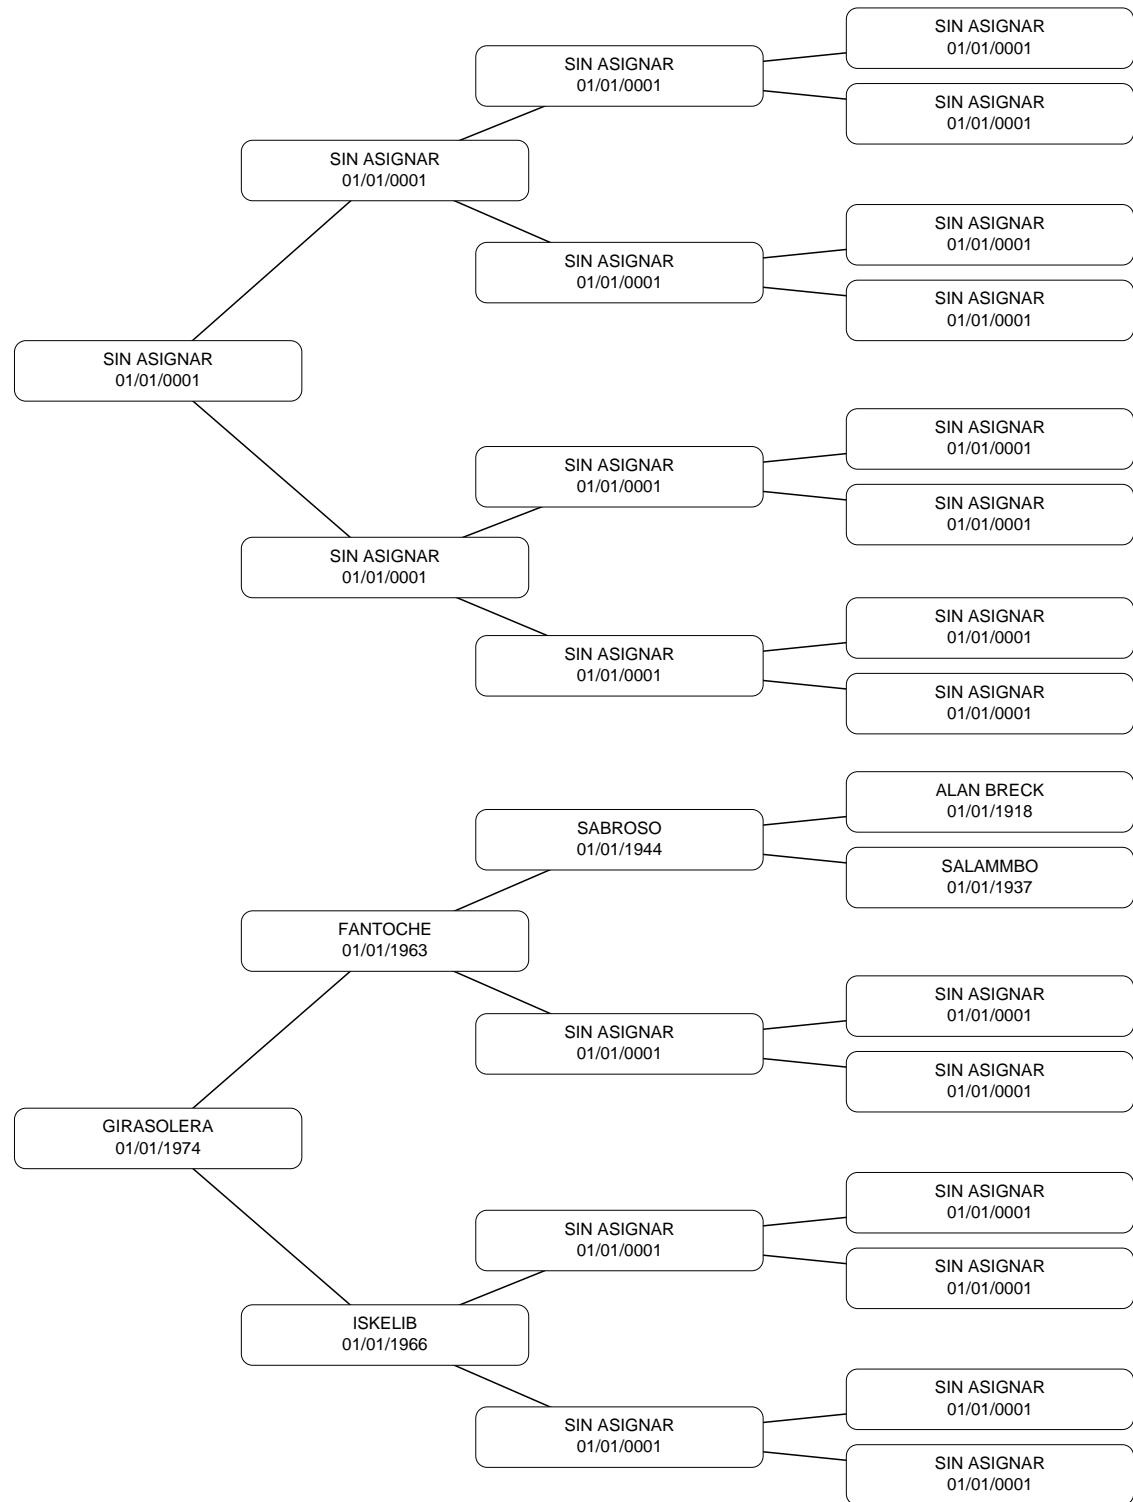 SIN ASIGNAR
01/01/0001
SIN ASIGNAR
01/01/0001
SIN ASIGNAR
01/01/0001
SIN ASIGNAR
01/01/0001
SIN ASIGNAR
01/01/0001
SIN ASIGNAR
01/01/0001
SIN ASIGNAR
01/01/0001
SIN ASIGNAR
01/01/0001
SIN ASIGNAR
01/01/0001
SIN ASIGNAR
01/01/0001
SIN ASIGNAR
01/01/0001
SIN ASIGNAR
01/01/0001
SIN ASIGNAR
01/01/0001
SIN ASIGNAR
01/01/0001
SIN ASIGNAR
01/01/0001
ALAN BRECK
01/01/1918
SABROSO
01/01/1944
SALAMMBO
01/01/1937
FANTOCHE
01/01/1963
SIN ASIGNAR
01/01/0001
SIN ASIGNAR
01/01/0001
SIN ASIGNAR
01/01/0001
GIRASOLERA
01/01/1974
SIN ASIGNAR
01/01/0001
SIN ASIGNAR
01/01/0001
SIN ASIGNAR
01/01/0001
ISKELIB
01/01/1966
SIN ASIGNAR
01/01/0001
SIN ASIGNAR
01/01/0001
SIN ASIGNAR
01/01/0001